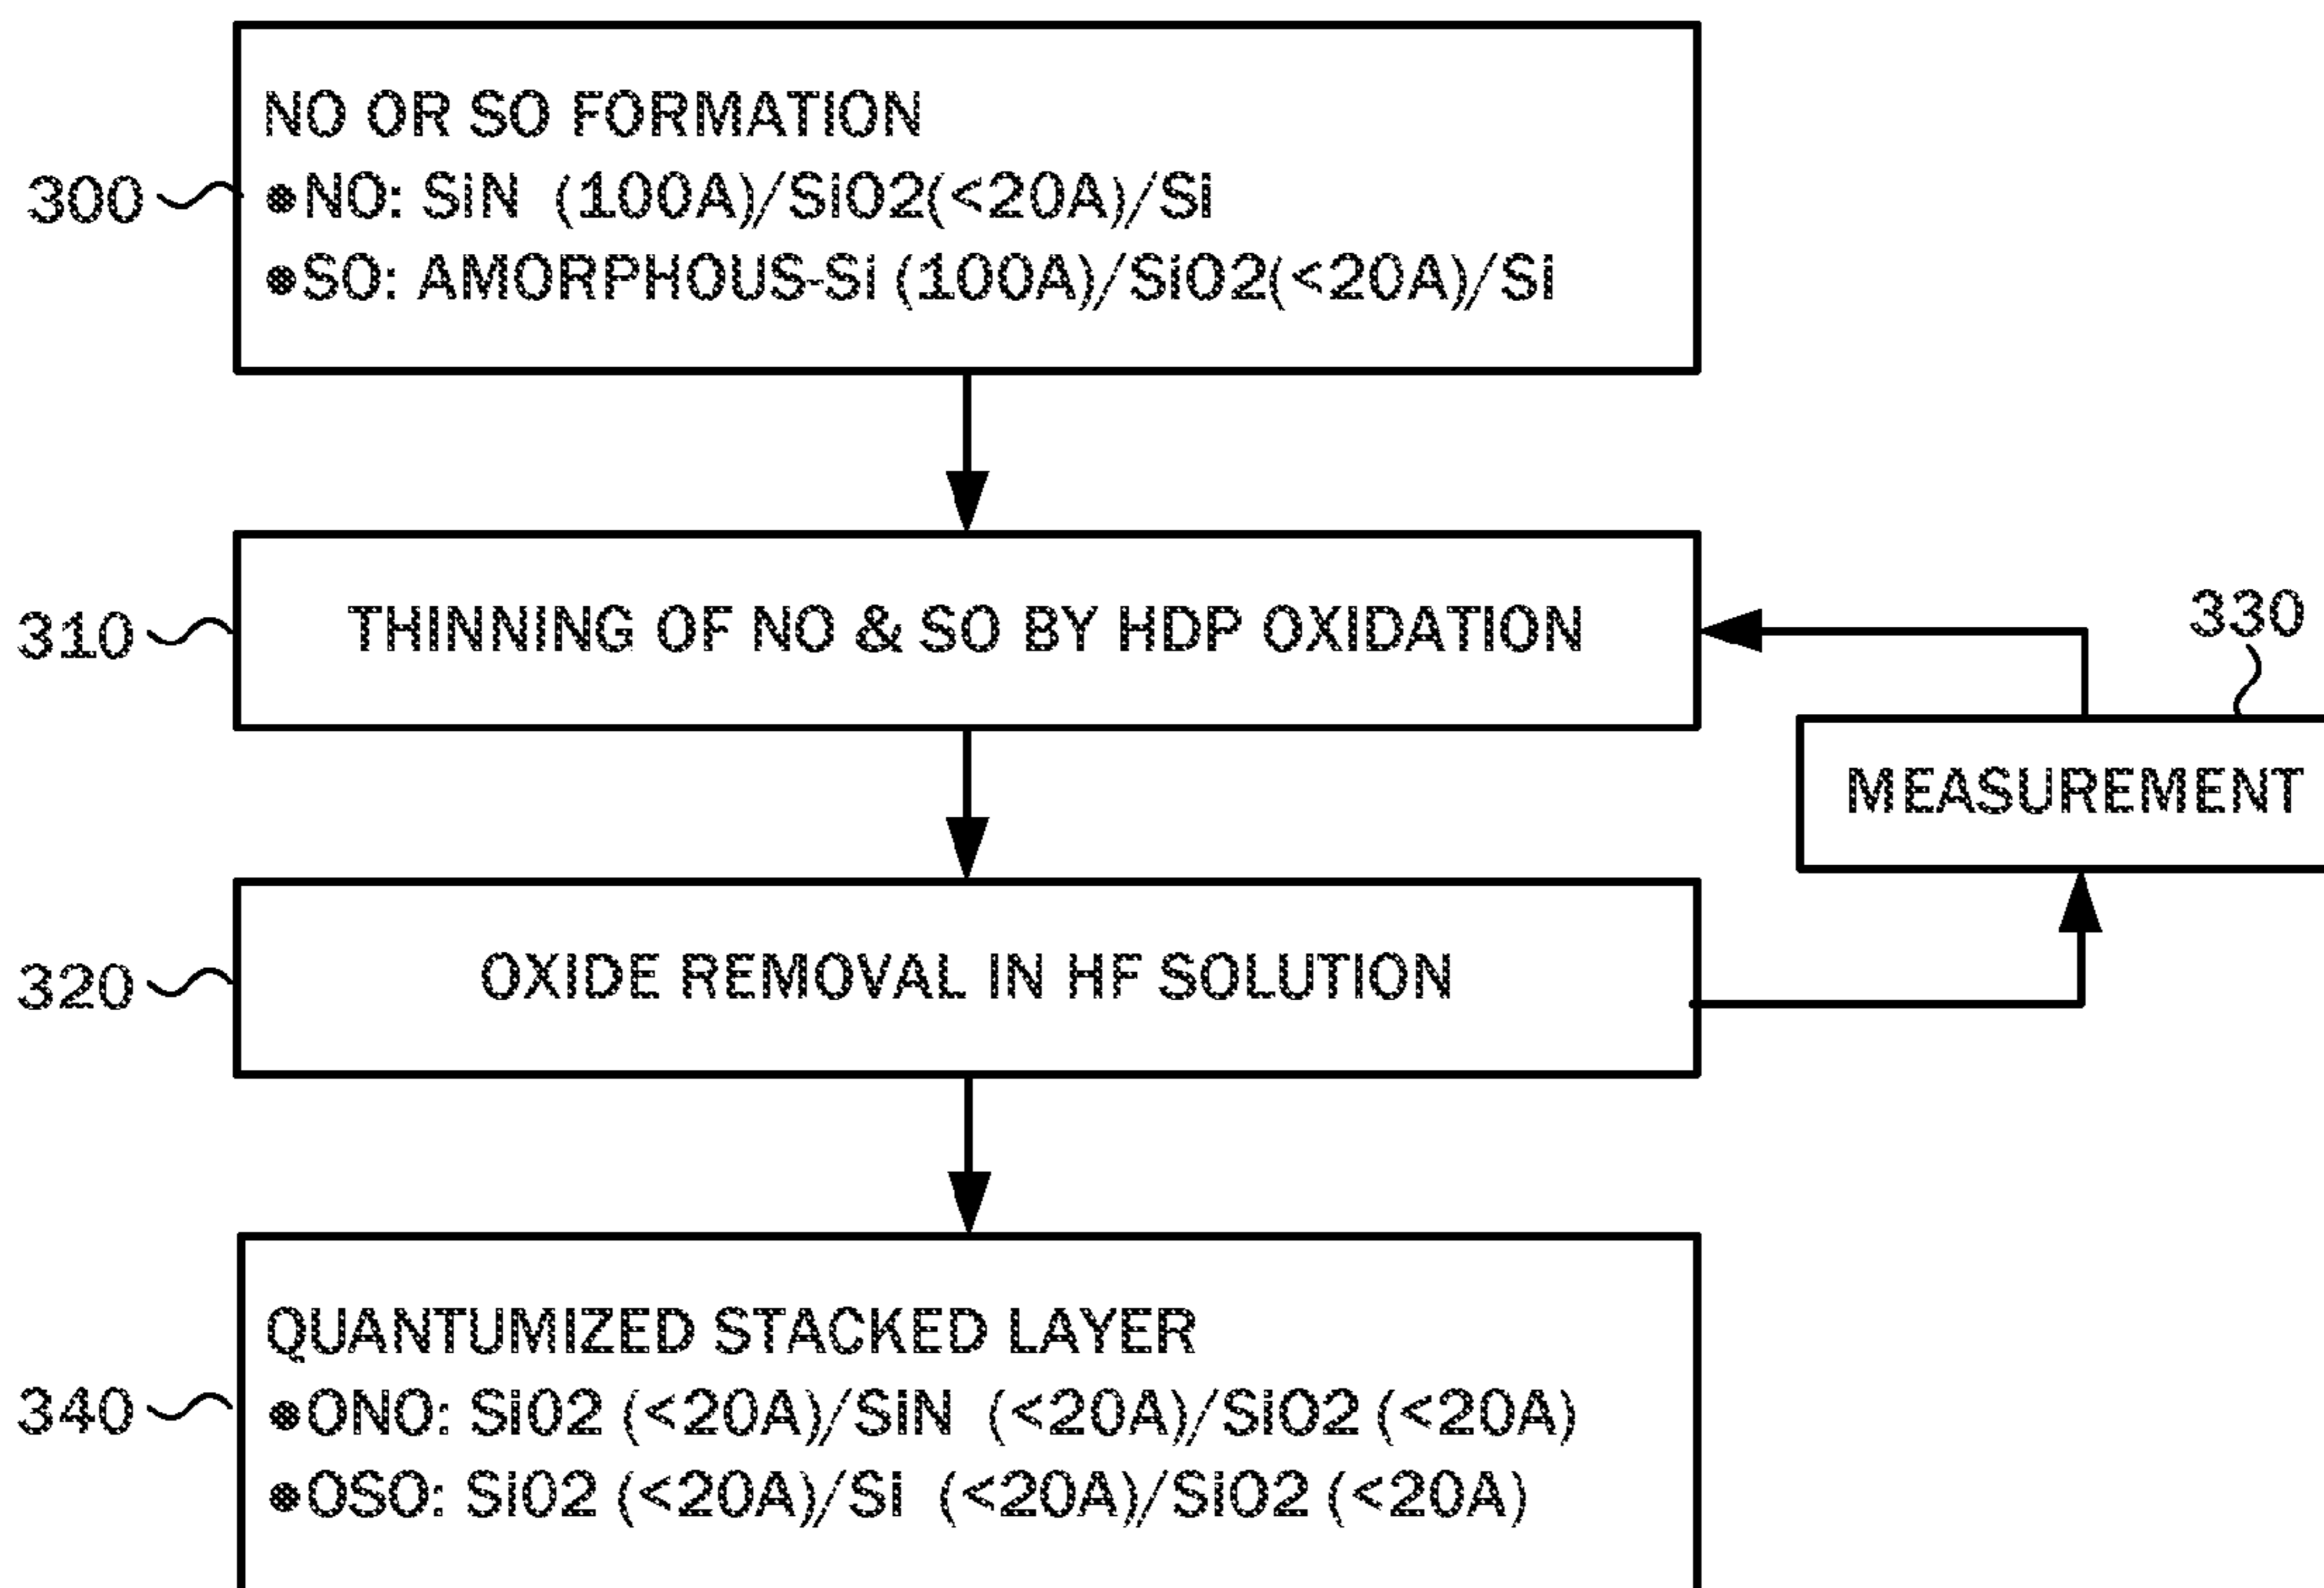 NO OR SO FORMATION
●NO: SiN (100A)/SiO2(<20A)/Si
●SO: AMORPHOUS-Si (100A)/SiO2(<20A)/Si
300
THINNING OF NO & SO BY HDP OXIDATION
310
330
MEASUREMENT
OXIDE REMOVAL IN HF SOLUTION
320
QUANTUMIZED STACKED LAYER
●ONO: SiO2 (<20A)/SiN (<20A)/SiO2 (<20A)
●OSO: SiO2 (<20A)/Si (<20A)/SiO2 (<20A)
340